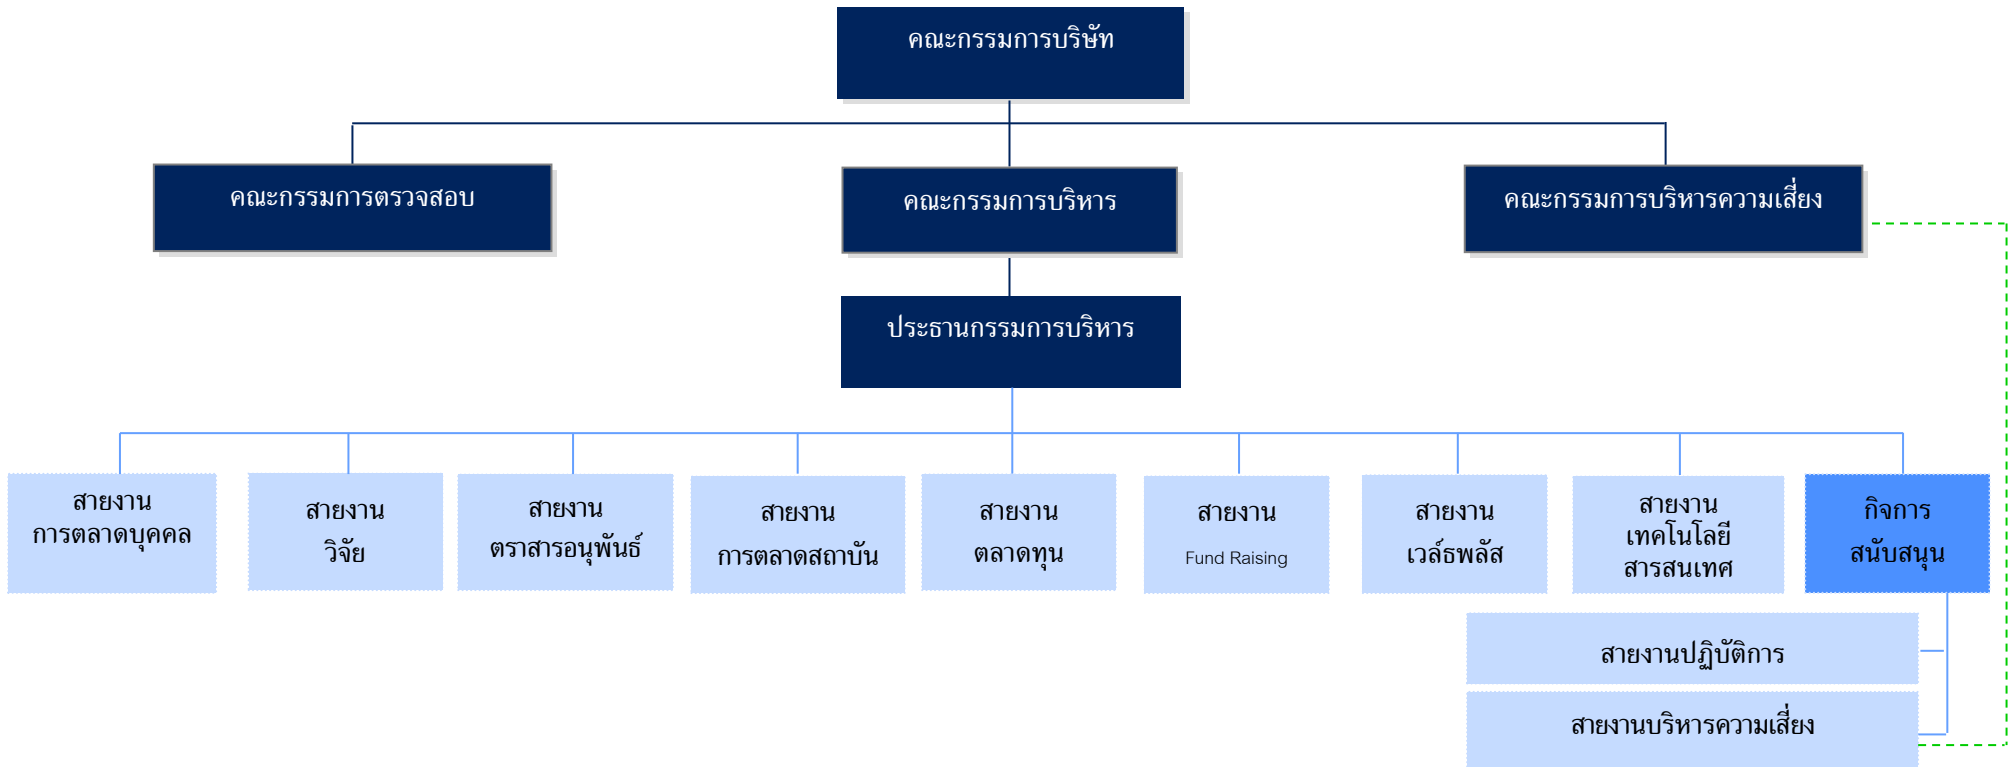 คณะกรรมการบริษัท
คณะกรรมการตรวจสอบ
คณะกรรมการบริหาร
คณะกรรมการบริหารความเสี่ยง
ประธานกรรมการบริหาร
สายงาน
การตลาดบุคคล
สายงาน
วิจัย
สายงาน
ตราสารอนุพันธ์
สายงาน
การตลาดสถาบัน
สายงาน
ตลาดทุน
สายงาน
Fund Raising
สายงาน
เวล์ธพลัส
สายงาน
เทคโนโลยี
สารสนเทศ
กิจการ
สนับสนุน
สายงานปฏิบัติการ
สายงานบริหารความเสี่ยง